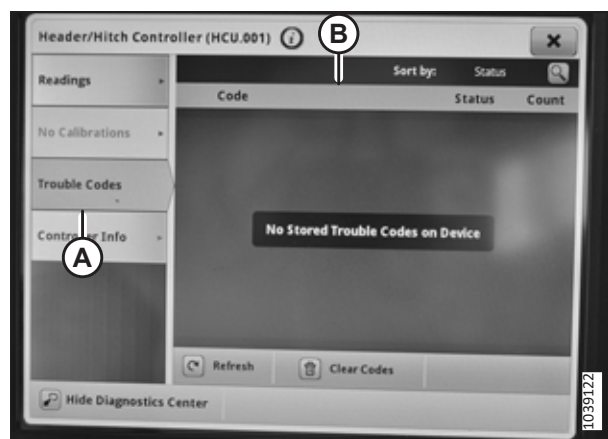 Header/Hitch Controller (HCU.001)
B
Readings
Sort by: Status
Code Status Count
No Calibrations
Trouble Codes
No Stored Trouble Codes on Device
Info
A
Refresh Clear Codes
Hide Diagnostics Center
1039122